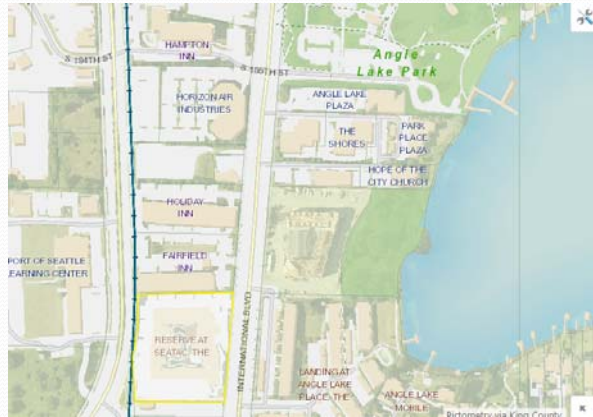 HAMPTON
INN
S 194TH ST
S 195TH ST
Angle
Lake Park
HORIZON AIR
INDUSTRIES
ANGLE LAKE
PLAZA
THE
SHORES
PARK
PLACE
PLAZA
HOPE OF THE
CITY CHURCH
HOLIDAY
INN
FAIRFIELD
INN
PORT OF SEATTLE
LEARNING CENTER
INTERNATIONAL BLVD
RESERVE AT
SEATAC, THE
LANDING AT
ANGLE LAKE
PLACE, THE
ANGLE LAKE
MOBILE
Pictometry via King County